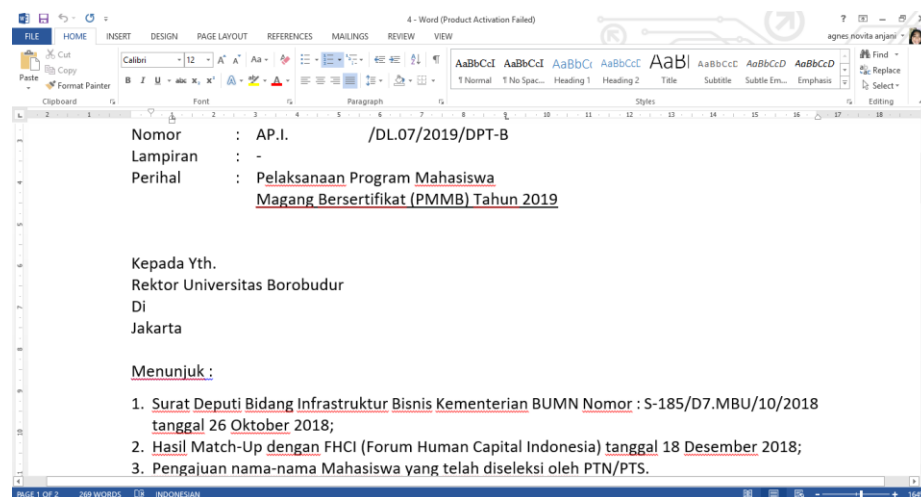 4 - Word (Product Activation Failed)
FILE HOME INSERT DESIGN PAGE LAYOUT REFERENCES MAILINGS REVIEW VIEW agnes novita anjani
Cut
Copy
Format Painter
Paste
Calibri 12
AaBbCcI AaBbCcI AaBbCc AaBbCcC AaBl AaBbCcC AaBbCcD AaBbCcD
¶ Normal ¶ No Spac... Heading 1 Heading 2 Title Subtitle Subtle Em... Emphasis
Find
Replace
Select
Clipboard Font Paragraph Styles Editing
Nomor : AP.I. /DL.07/2019/DPT-B
Lampiran : -
Perihal : Pelaksanaan Program Mahasiswa
Magang Bersertifikat (PMMB) Tahun 2019
Kepada Yth.
Rektor Universitas Borobudur
Di
Jakarta
Menunjuk :
1. Surat Deputi Bidang Infrastruktur Bisnis Kementerian BUMN Nomor : S-185/D7.MBU/10/2018
tanggal 26 Oktober 2018;
2. Hasil Match-Up dengan FHCI (Forum Human Capital Indonesia) tanggal 18 Desember 2018;
3. Pengajuan nama-nama Mahasiswa yang telah diseleksi oleh PTN/PTS.
PAGE 1 OF 2 269 WORDS INDONESIAN